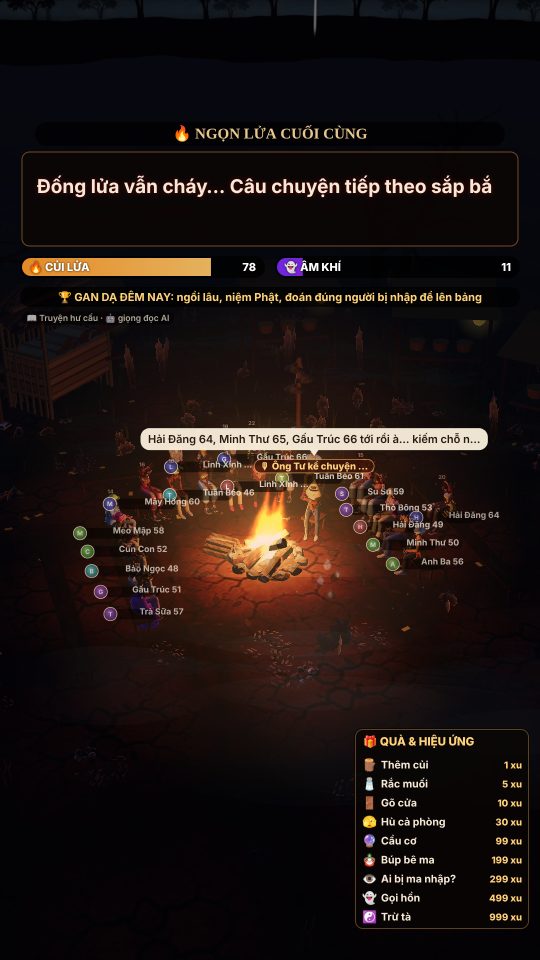 🔥 NGỌN LỬA CUỐI CÙNG
Đống lửa vẫn cháy... Câu chuyện tiếp theo sắp bắ
🔥 CỦI LỬA 78
👻 ÂM KHÍ 11
🏆 GAN DẠ ĐÊM NAY: ngồi lâu, niệm Phật, đoán đúng người bị nhập để lên bảng
📖 Truyện hư cấu · 🤖 giọng đọc AI
Hải Đăng 64, Minh Thư 65, Gấu Trúc 66 tới rồi à... kiếm chỗ n...
Gấu Trúc 66
L Linh Xinh ...
🎙 Ông Tư kể chuyện ...
Tuấn Béo 61
Linh Xinh ...
T Tuấn Béo 46
S Su Su 59
M Mây Hồng 60
T Thỏ Bông 53
Hải Đăng 64
H Hải Đăng 49
M Mèo Mập 58
M Minh Thư 50
C Cún Con 52
A Anh Ba 56
B Bảo Ngọc 48
G Gấu Trúc 51
T Trà Sữa 57
🎁 QUÀ & HIỆU ỨNG
Thêm củi 1 xu
Rắc muối 5 xu
Gõ cửa 10 xu
Hù cả phòng 30 xu
Cầu cơ 99 xu
Búp bê ma 199 xu
Ai bị ma nhập? 299 xu
Gọi hồn 499 xu
Trừ tà 999 xu